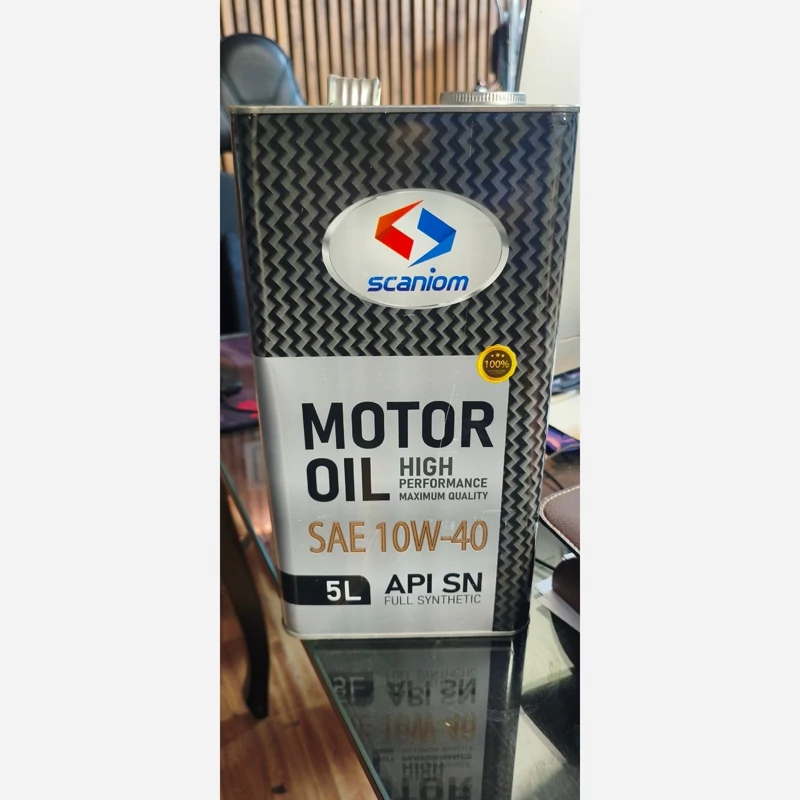 scaniom
100%
MOTOR
OIL HIGH
PERFORMANCE
MAXIMUM QUALITY
SAE 10W-40
5L API SN
FULL SYNTHETIC